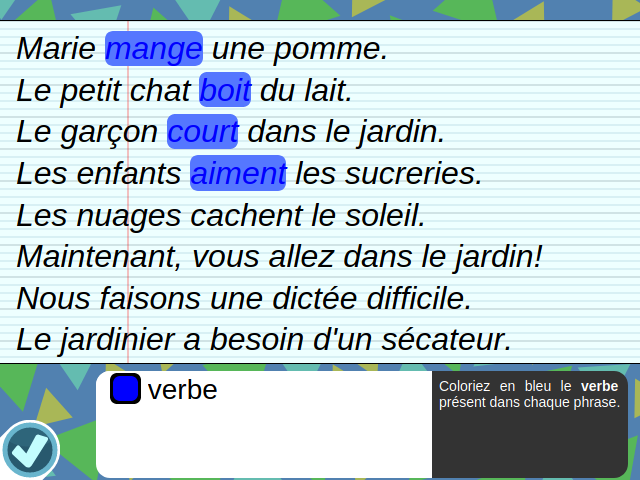 Marie mange une pomme.
Le petit chat boit du lait.
Le garçon court dans le jardin.
Les enfants aiment les sucreries.
Les nuages cachent le soleil.
Maintenant, vous allez dans le jardin!
Nous faisons une dictée difficile.
Le jardinier a besoin d'un sécateur.
verbe
Coloriez en bleu le verbe
présent dans chaque phrase.